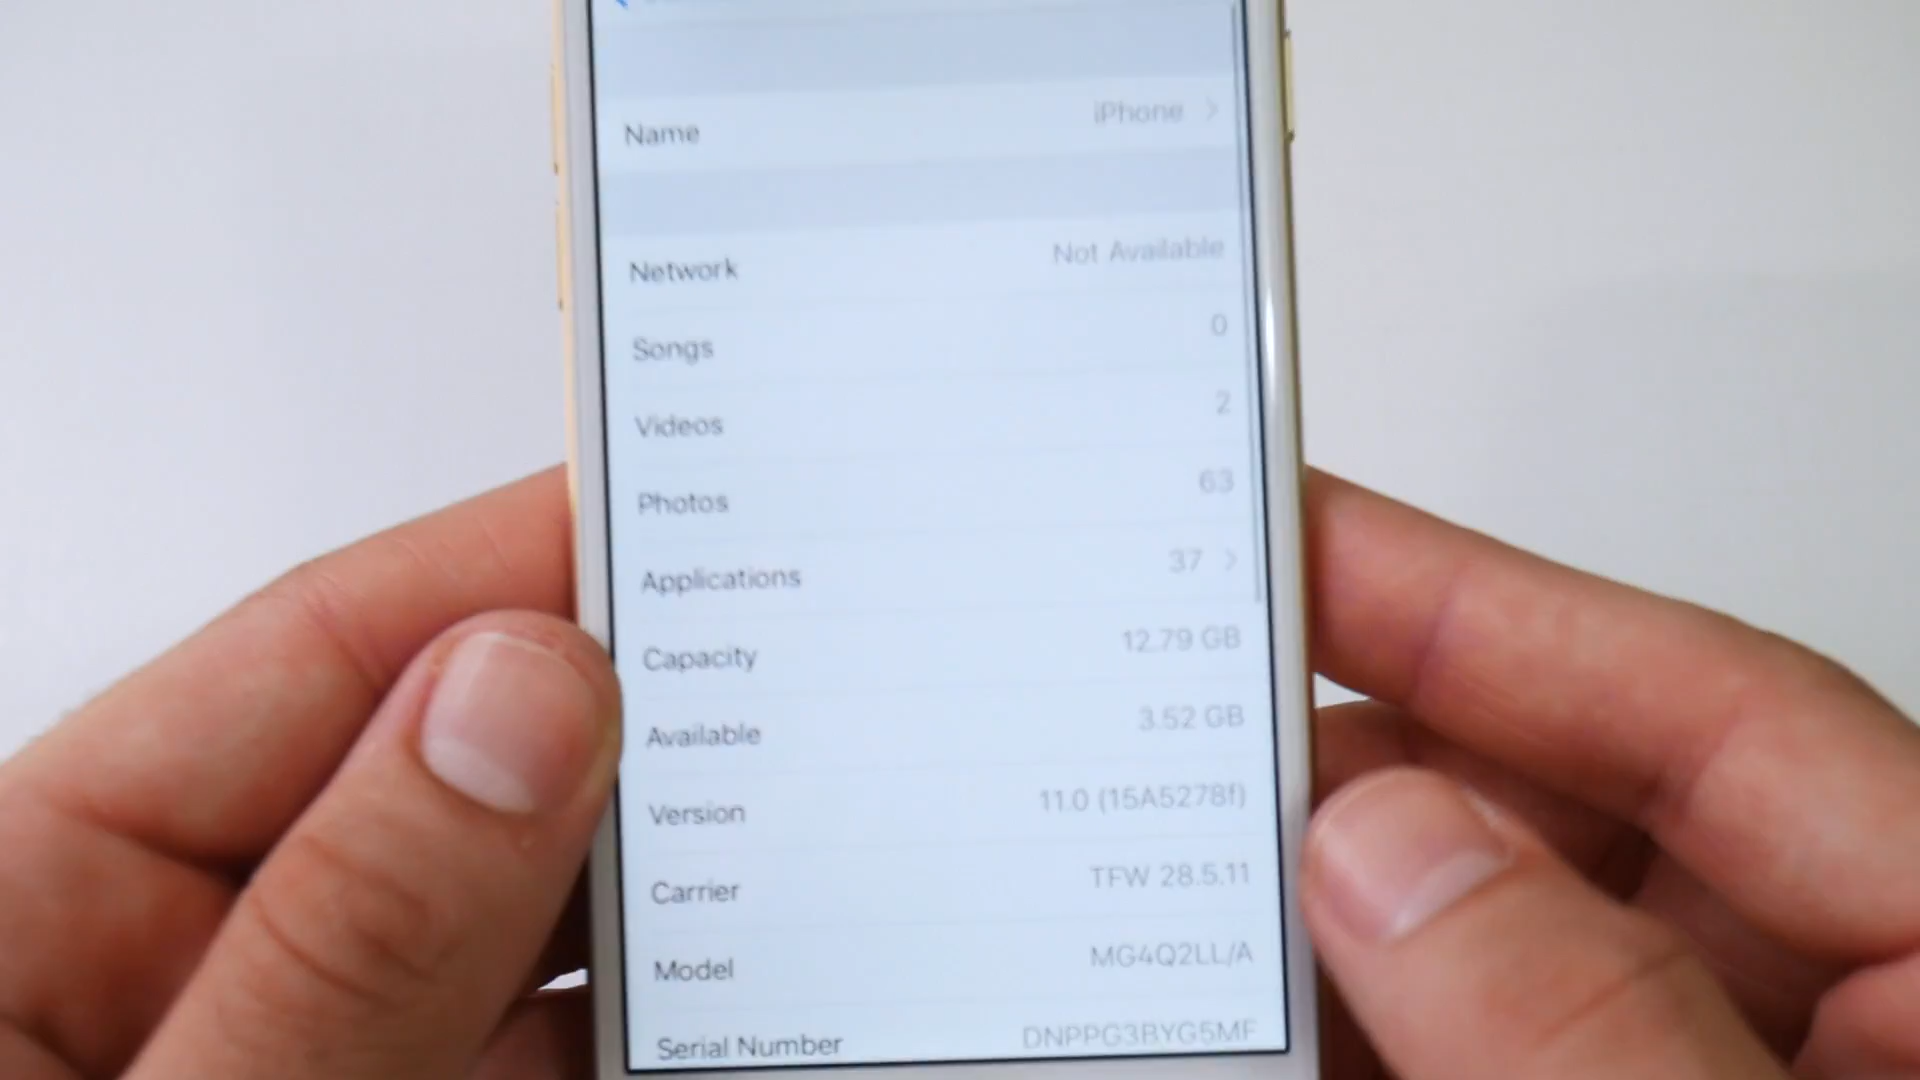 Name iPhone
Network Not Available
Songs 0
Videos 2
Photos 63
Applications 37
Capacity 12.79 GB
Available 3.52 GB
Version 11.0 (15A5278f)
Carrier TFW 28.5.11
Model MG4Q2LL/A
Serial Number DNPPG3BYG5MF